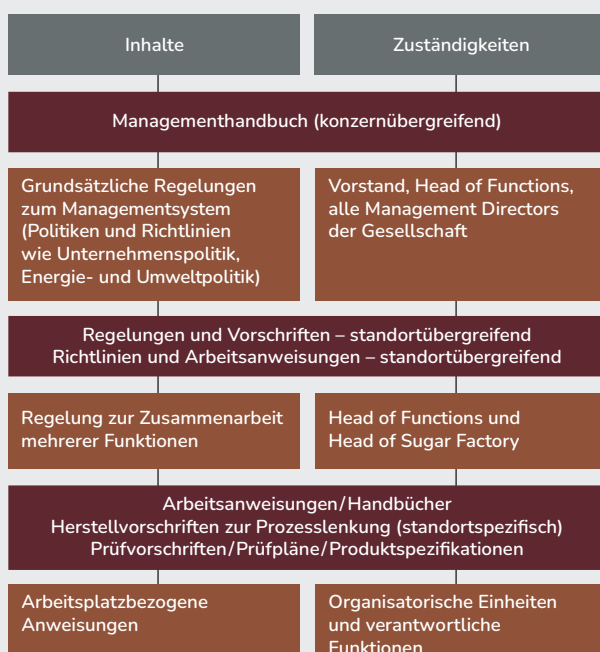 Inhalte
Zuständigkeiten
Managementhandbuch (konzernübergreifend)
Grundsätzliche Regelungen
zum Managementsystem
(Politiken und Richtlinien
wie Unternehmenspolitik,
Energie- und Umweltpolitik)
Vorstand, Head of Functions,
alle Management Directors
der Gesellschaft
Regelungen und Vorschriften – standortübergreifend
Richtlinien und Arbeitsanweisungen – standortübergreifend
Regelung zur Zusammenarbeit
mehrerer Funktionen
Head of Functions und
Head of Sugar Factory
Arbeitsanweisungen/Handbücher
Herstellvorschriften zur Prozesslenkung (standortspezifisch)
Prüfvorschriften/Prüfpläne/Produktspezifikationen
Arbeitsplatzbezogene
Anweisungen
Organisatorische Einheiten
und verantwortliche
Funktionen